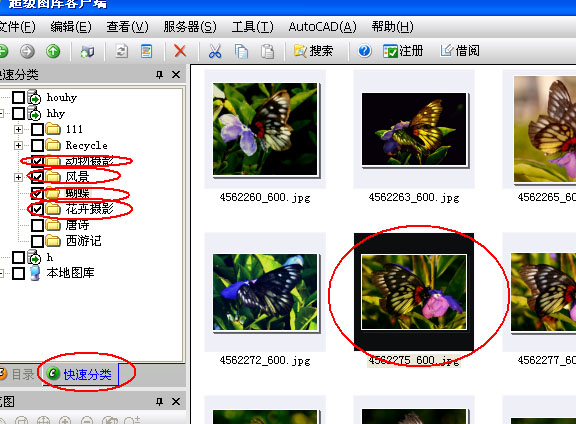 超级图库客户端
文件(F) 编辑(E) 查看(V) 服务器(S) 工具(T) AutoCAD(A) 帮助(H)
搜索 注册 借阅
快速分类
houhy
hhy
111
Recycle
动物摄影
风景
蝴蝶
花卉摄影
唐诗
西游记
h
本地图库
目录 快速分类
览图
4562260_600.jpg 4562263_600.jpg 4562265_60
4562272_600.jpg 4562275_600.jpg 4562277_60